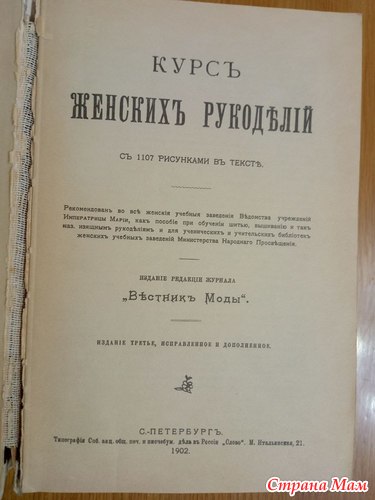 КУРСЪ
ЖЕНСКИХЪ РУКОДѢЛІЙ
СЪ 1107 РИСУНКАМИ ВЪ ТЕКСТѢ.
Рекомендованъ во всѣ женскія учебныя заведенія Вѣдомства учрежденій
Императрицы Маріи, какъ пособіе при обученіи шитью, вышиванію и такъ
наз. изящнымъ рукодѣліямъ и для ученическихъ и учительскихъ библіотекъ
женскихъ учебныхъ заведеній Министерства Народнаго Просвѣщенія.
ИЗДАНІЕ РЕДАКЦІИ ЖУРНАЛА
„Вѣстникъ Моды“.
ИЗДАНІЕ ТРЕТЬЕ, ИСПРАВЛЕННОЕ И ДОПОЛНЕННОЕ.
С.-ПЕТЕРБУРГЪ.
Типографія Спб. акц. общ. печ. и писчебум. дѣла въ Россіи „Слово“. М. Итальянская, 21.
1902.
Страна Мам